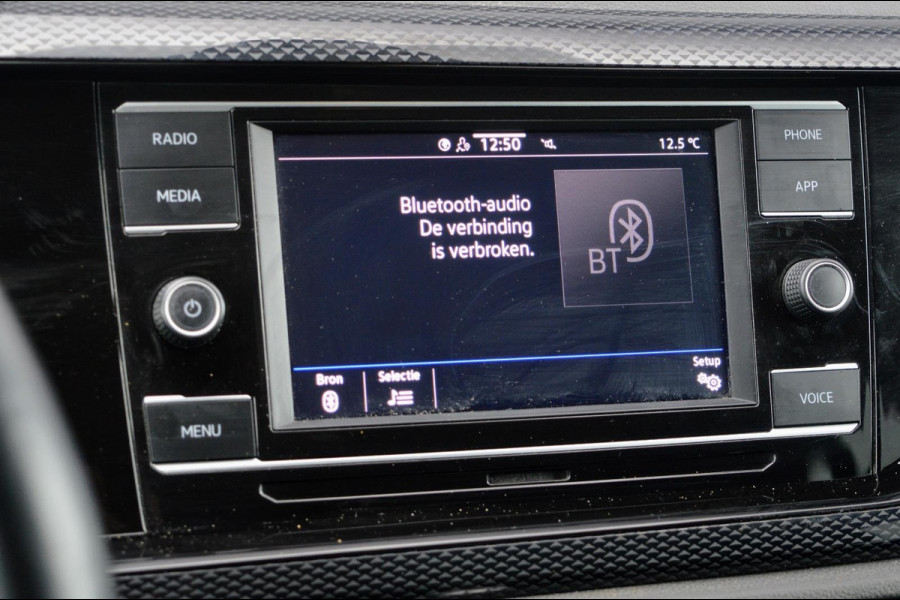 RADIO
MEDIA
MENU
12:50
12.5 °C
Bluetooth-audio
De verbinding
is verbroken.
BT
Bron
Selectie
Setup
PHONE
APP
VOICE